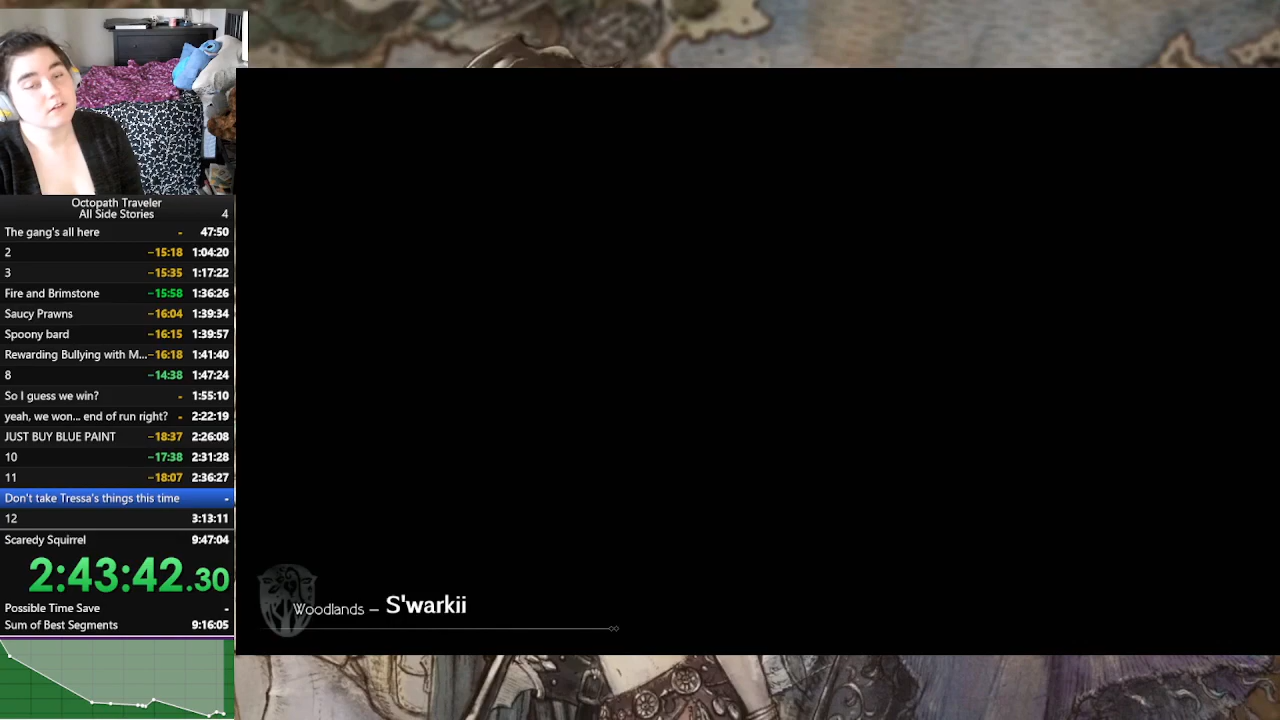 Octopath Traveler
All Side Stories 4
The gang's all here - 47:50
2 -15:18 1:04:20
3 -15:35 1:17:22
Fire and Brimstone -15:58 1:36:26
Saucy Prawns -16:04 1:39:34
Spoony bard -16:15 1:39:57
Rewarding Bullying with M... -16:18 1:41:40
8 -14:38 1:47:24
So I guess we win? - 1:55:10
yeah, we won... end of run right? - 2:22:19
JUST BUY BLUE PAINT -18:37 2:26:08
10 -17:38 2:31:28
11 -18:07 2:36:27
Don't take Tressa's things this time -
12 3:13:11
Scaredy Squirrel 9:47:04
2:43:42.30
Possible Time Save -
Sum of Best Segments 9:16:05
Woodlands – S'warkii